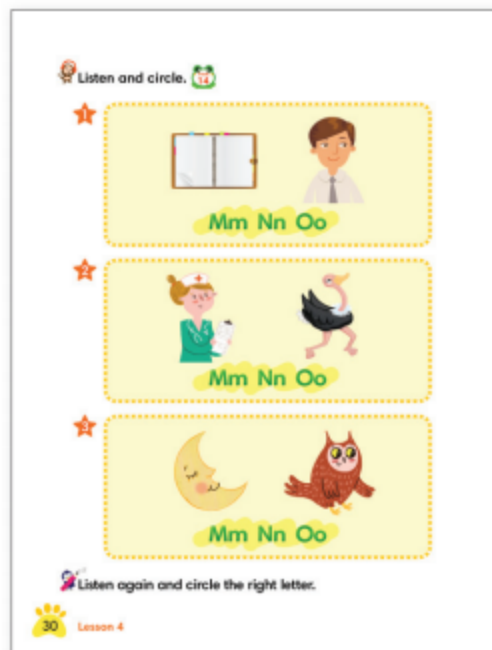 Listen and circle. 14
1
Mm Nn Oo
2
Mm Nn Oo
3
Mm Nn Oo
Listen again and circle the right letter.
30 Lesson 4